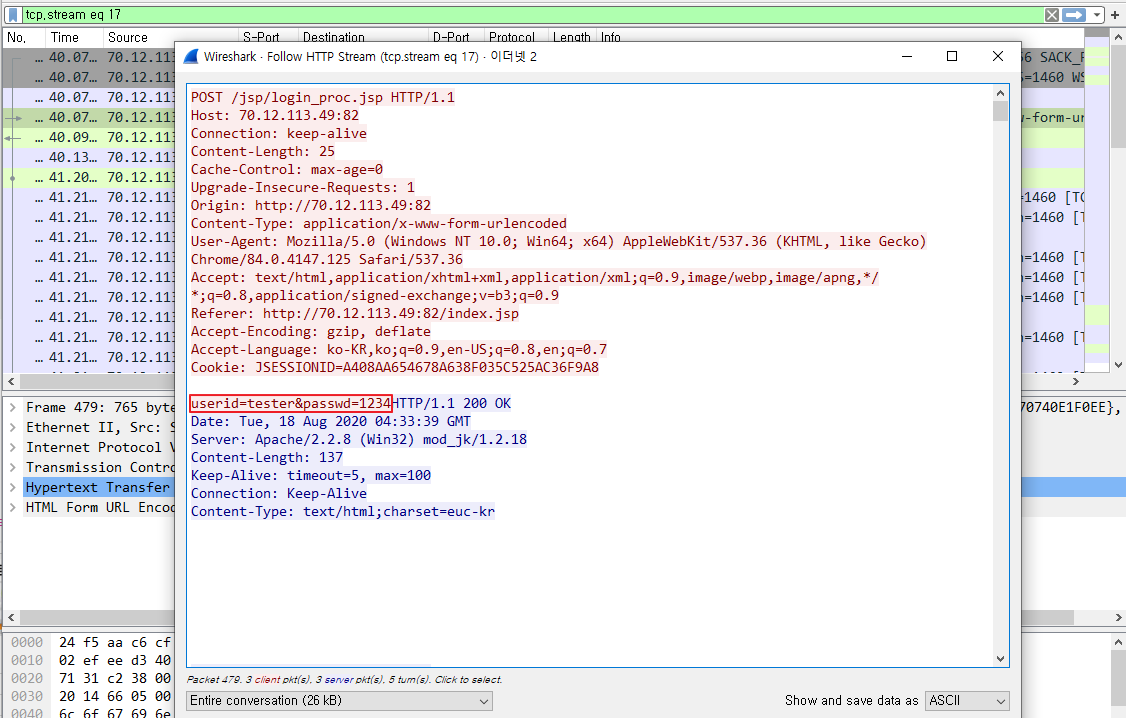 tcp.stream eq 17
No. Time Source S-Port Destination D-Port Protocol Length Info
Wireshark · Follow HTTP Stream (tcp.stream eq 17) · 이더넷 2
... 40.07... 70.12.113
... 40.07... 70.12.113
... 40.07... 70.12.113
... 40.07... 70.12.113
... 40.09... 70.12.113
... 40.13... 70.12.113
... 41.20... 70.12.113
... 41.21... 70.12.113
... 41.21... 70.12.113
... 41.21... 70.12.113
... 41.21... 70.12.113
... 41.21... 70.12.113
... 41.21... 70.12.113
... 41.21... 70.12.113
... 41.21... 70.12.113
... 41.21... 70.12.113
POST /jsp/login_proc.jsp HTTP/1.1
Host: 70.12.113.49:82
Connection: keep-alive
Content-Length: 25
Cache-Control: max-age=0
Upgrade-Insecure-Requests: 1
Origin: http://70.12.113.49:82
Content-Type: application/x-www-form-urlencoded
User-Agent: Mozilla/5.0 (Windows NT 10.0; Win64; x64) AppleWebKit/537.36 (KHTML, like Gecko)
Chrome/84.0.4147.125 Safari/537.36
Accept: text/html,application/xhtml+xml,application/xml;q=0.9,image/webp,image/apng,*/
*;q=0.8,application/signed-exchange;v=b3;q=0.9
Referer: http://70.12.113.49:82/index.jsp
Accept-Encoding: gzip, deflate
Accept-Language: ko-KR,ko;q=0.9,en-US;q=0.8,en;q=0.7
Cookie: JSESSIONID=A408AA654678A638F035C525AC36F9A8
userid=tester&passwd=1234HTTP/1.1 200 OK
Date: Tue, 18 Aug 2020 04:33:39 GMT
Server: Apache/2.2.8 (Win32) mod_jk/1.2.18
Content-Length: 137
Keep-Alive: timeout=5, max=100
Connection: Keep-Alive
Content-Type: text/html;charset=euc-kr
Frame 479: 765 byte
70740E1F0EE},
Ethernet II, Src: S
Internet Protocol V
Transmission Contro
Hypertext Transfer
HTML Form URL Encod
0000 24 f5 aa c6 cf
0010 02 ef ee d3 40
0020 71 31 c2 38 00
0030 20 14 66 05 00
0040 6c 6f 67 69 6e
Packet 479. 3 client pkt(s), 3 server pkt(s), 5 turn(s). Click to select.
Entire conversation (26 kB)
Show and save data as ASCII